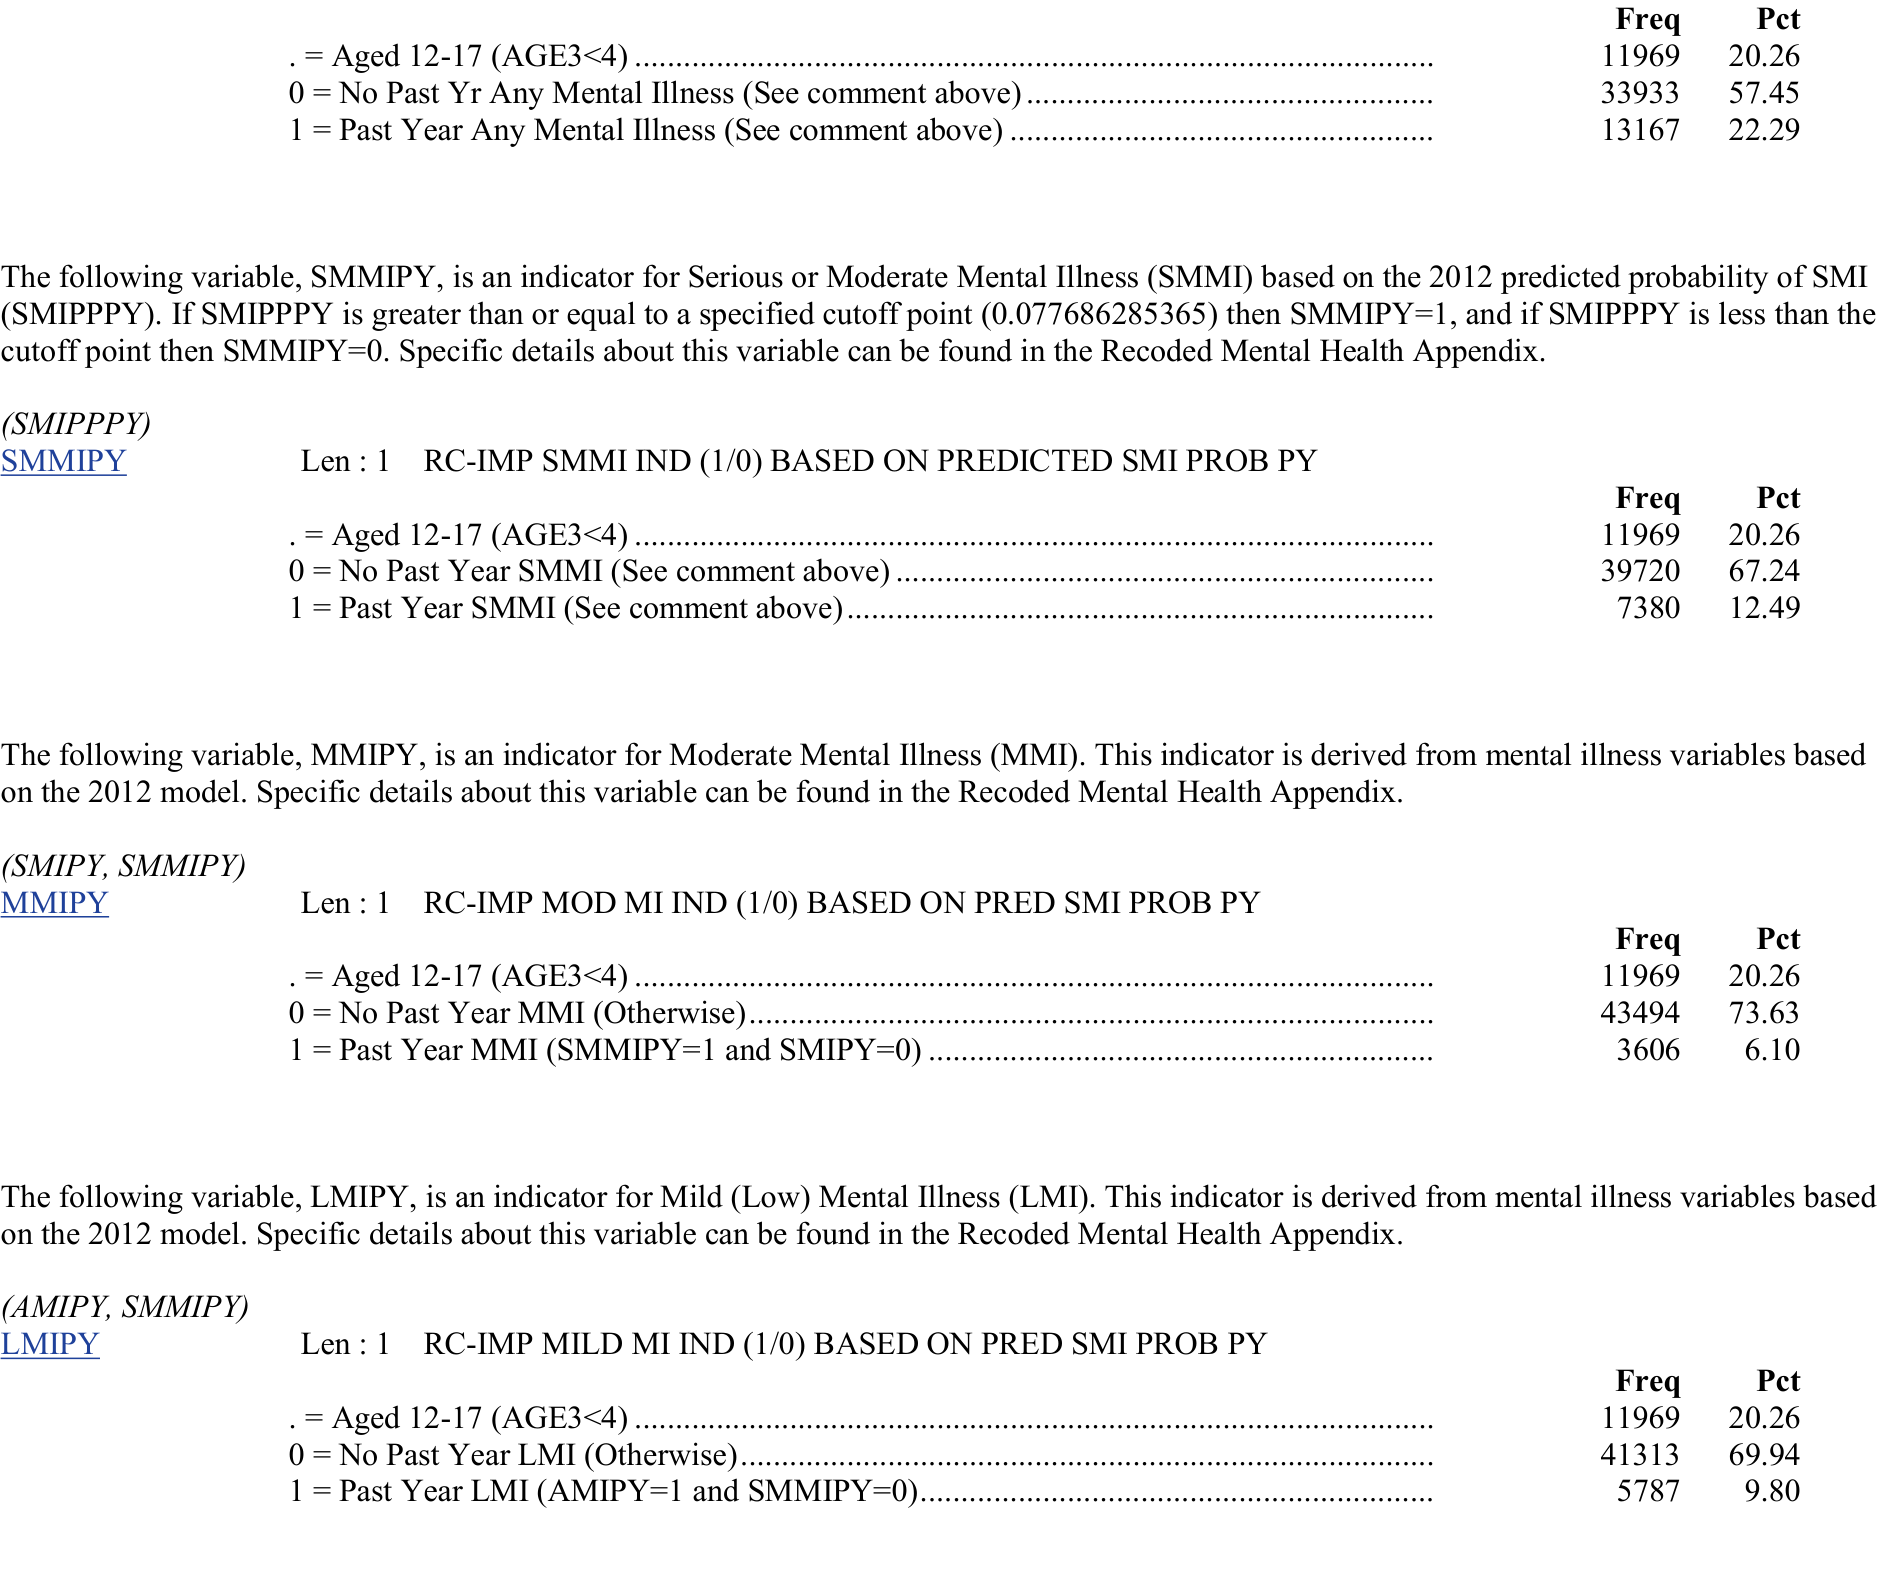 Freq Pct
. = Aged 12-17 (AGE3<4) .................................................................................................... 11969 20.26
0 = No Past Yr Any Mental Illness (See comment above) .................................................. 33933 57.45
1 = Past Year Any Mental Illness (See comment above) .................................................... 13167 22.29
The following variable, SMMIPY, is an indicator for Serious or Moderate Mental Illness (SMMI) based on the 2012 predicted probability of SMI
(SMIPPPY). If SMIPPPY is greater than or equal to a specified cutoff point (0.077686285365) then SMMIPY=1, and if SMIPPPY is less than the
cutoff point then SMMIPY=0. Specific details about this variable can be found in the Recoded Mental Health Appendix.
(SMIPPPY)
SMMIPY Len : 1 RC-IMP SMMI IND (1/0) BASED ON PREDICTED SMI PROB PY
Freq Pct
. = Aged 12-17 (AGE3<4) .................................................................................................... 11969 20.26
0 = No Past Year SMMI (See comment above) .................................................................. 39720 67.24
1 = Past Year SMMI (See comment above) ........................................................................ 7380 12.49
The following variable, MMIPY, is an indicator for Moderate Mental Illness (MMI). This indicator is derived from mental illness variables based
on the 2012 model. Specific details about this variable can be found in the Recoded Mental Health Appendix.
(SMIPY, SMMIPY)
MMIPY Len : 1 RC-IMP MOD MI IND (1/0) BASED ON PRED SMI PROB PY
Freq Pct
. = Aged 12-17 (AGE3<4) .................................................................................................... 11969 20.26
0 = No Past Year MMI (Otherwise) .................................................................................... 43494 73.63
1 = Past Year MMI (SMMIPY=1 and SMIPY=0) .............................................................. 3606 6.10
The following variable, LMIPY, is an indicator for Mild (Low) Mental Illness (LMI). This indicator is derived from mental illness variables based
on the 2012 model. Specific details about this variable can be found in the Recoded Mental Health Appendix.
(AMIPY, SMMIPY)
LMIPY Len : 1 RC-IMP MILD MI IND (1/0) BASED ON PRED SMI PROB PY
Freq Pct
. = Aged 12-17 (AGE3<4) .................................................................................................... 11969 20.26
0 = No Past Year LMI (Otherwise) ..................................................................................... 41313 69.94
1 = Past Year LMI (AMIPY=1 and SMMIPY=0) ............................................................... 5787 9.80